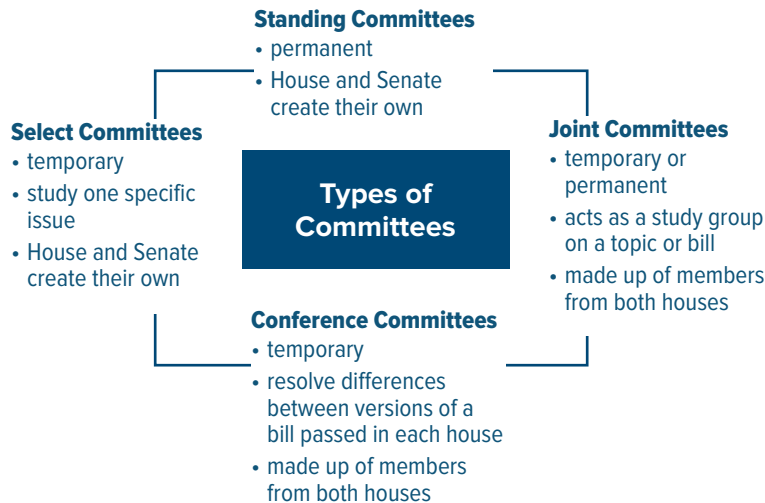 Standing Committees
• permanent
• House and Senate
create their own
Select Committees
• temporary
• study one specific
issue
• House and Senate
create their own
Types of
Committees
Joint Committees
• temporary or
permanent
• acts as a study group
on a topic or bill
• made up of members
from both houses
Conference Committees
• temporary
• resolve differences
between versions of a
bill passed in each house
• made up of members
from both houses